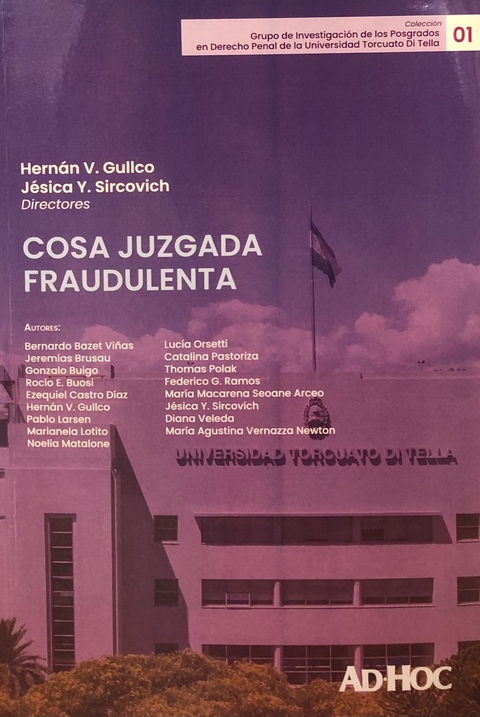 Colección
Grupo de Investigación de los Posgrados
en Derecho Penal de la Universidad Torcuato Di Tella
01
Hernán V. Gullco
Jésica Y. Sircovich
Directores
COSA JUZGADA
FRAUDULENTA
AUTORES:
Bernardo Bazet Viñas
Jeremías Brusau
Gonzalo Buigo
Rocío E. Buosi
Ezequiel Castro Díaz
Hernán V. Gullco
Pablo Larsen
Marianela Lotito
Noelia Matalone
Lucía Orsetti
Catalina Pastoriza
Thomas Polak
Federico G. Ramos
María Macarena Seoane Arceo
Jésica Y. Sircovich
Diana Veleda
María Agustina Vernazza Newton
UNIVERSIDAD TORCUATO DI TELLA
AD·HOC